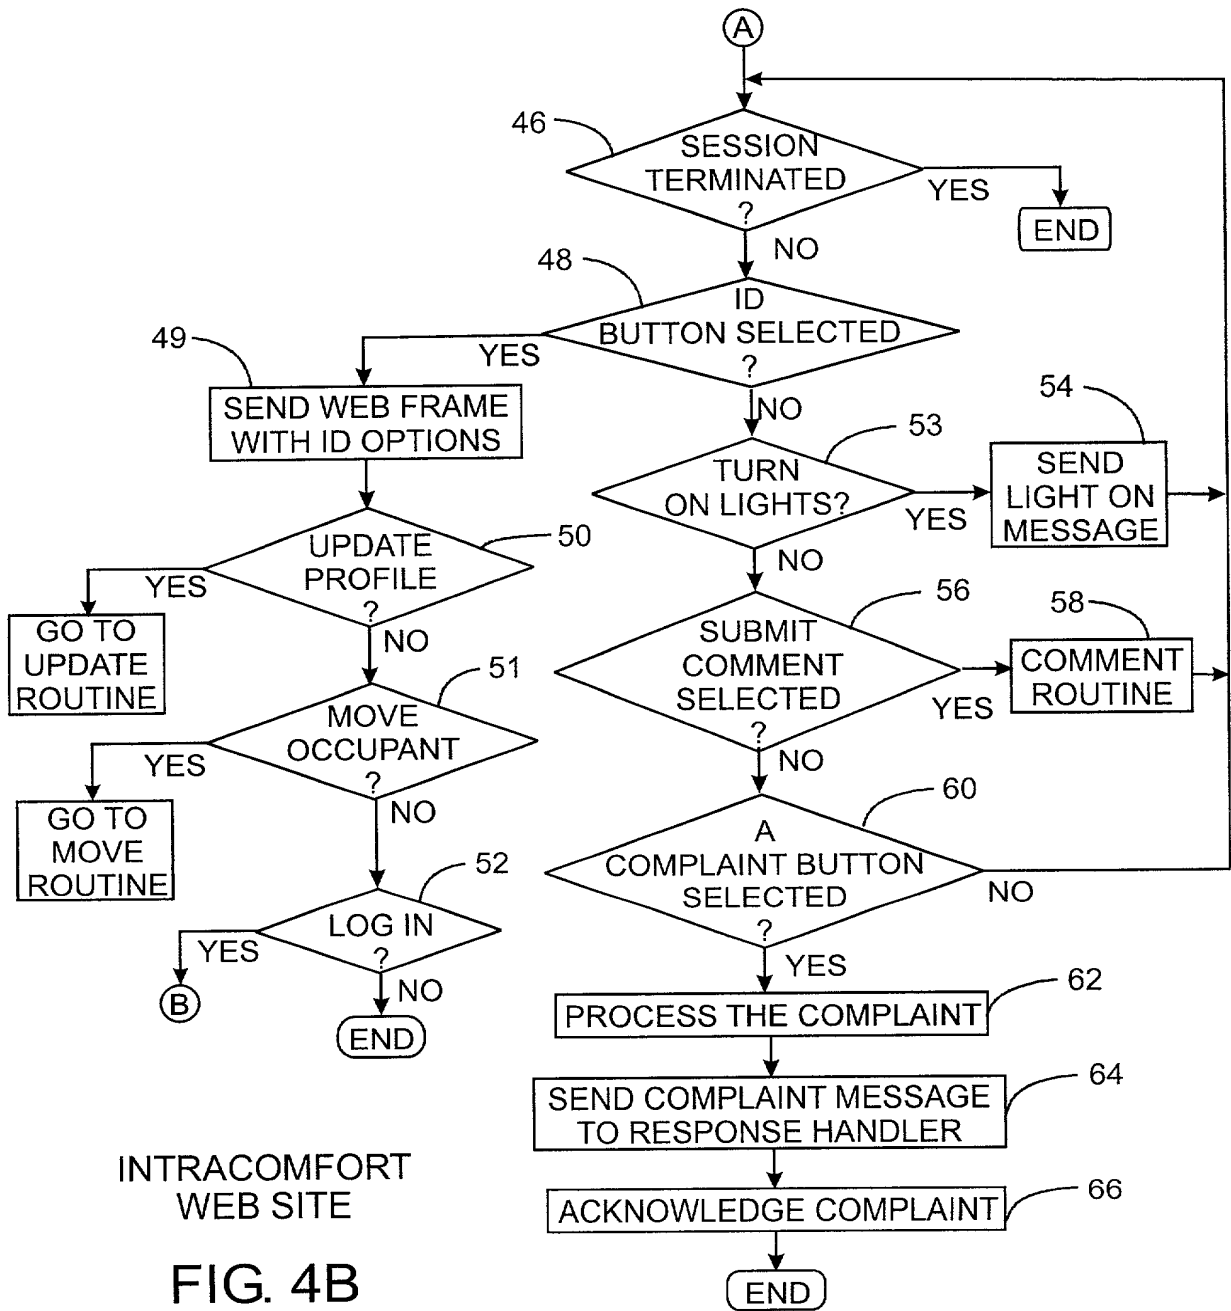 A
46
SESSION
TERMINATED
?
YES
END
NO
48
ID
BUTTON SELECTED
?
YES
NO
49
SEND WEB FRAME
WITH ID OPTIONS
53
TURN
ON LIGHTS?
YES
NO
54
SEND
LIGHT ON
MESSAGE
50
UPDATE
PROFILE
?
YES
NO
GO TO
UPDATE
ROUTINE
56
SUBMIT
COMMENT
SELECTED
?
YES
NO
58
COMMENT
ROUTINE
51
MOVE
OCCUPANT
?
YES
NO
GO TO
MOVE
ROUTINE
60
A
COMPLAINT BUTTON
SELECTED
?
NO
YES
52
LOG IN
?
YES
NO
B
END
62
PROCESS THE COMPLAINT
64
SEND COMPLAINT MESSAGE
TO RESPONSE HANDLER
66
ACKNOWLEDGE COMPLAINT
END
INTRACOMFORT
WEB SITE
FIG. 4B